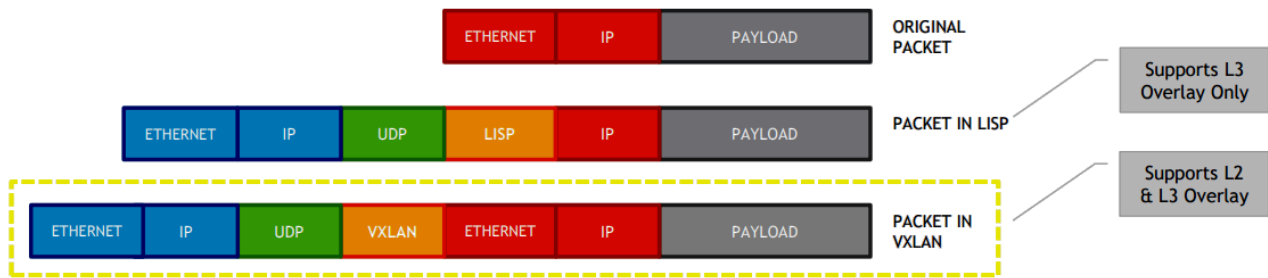 ETHERNET IP PAYLOAD
ORIGINAL
PACKET
Supports L3
Overlay Only
ETHERNET IP UDP LISP IP PAYLOAD
PACKET IN LISP
Supports L2
& L3 Overlay
ETHERNET IP UDP VXLAN ETHERNET IP PAYLOAD
PACKET IN
VXLAN